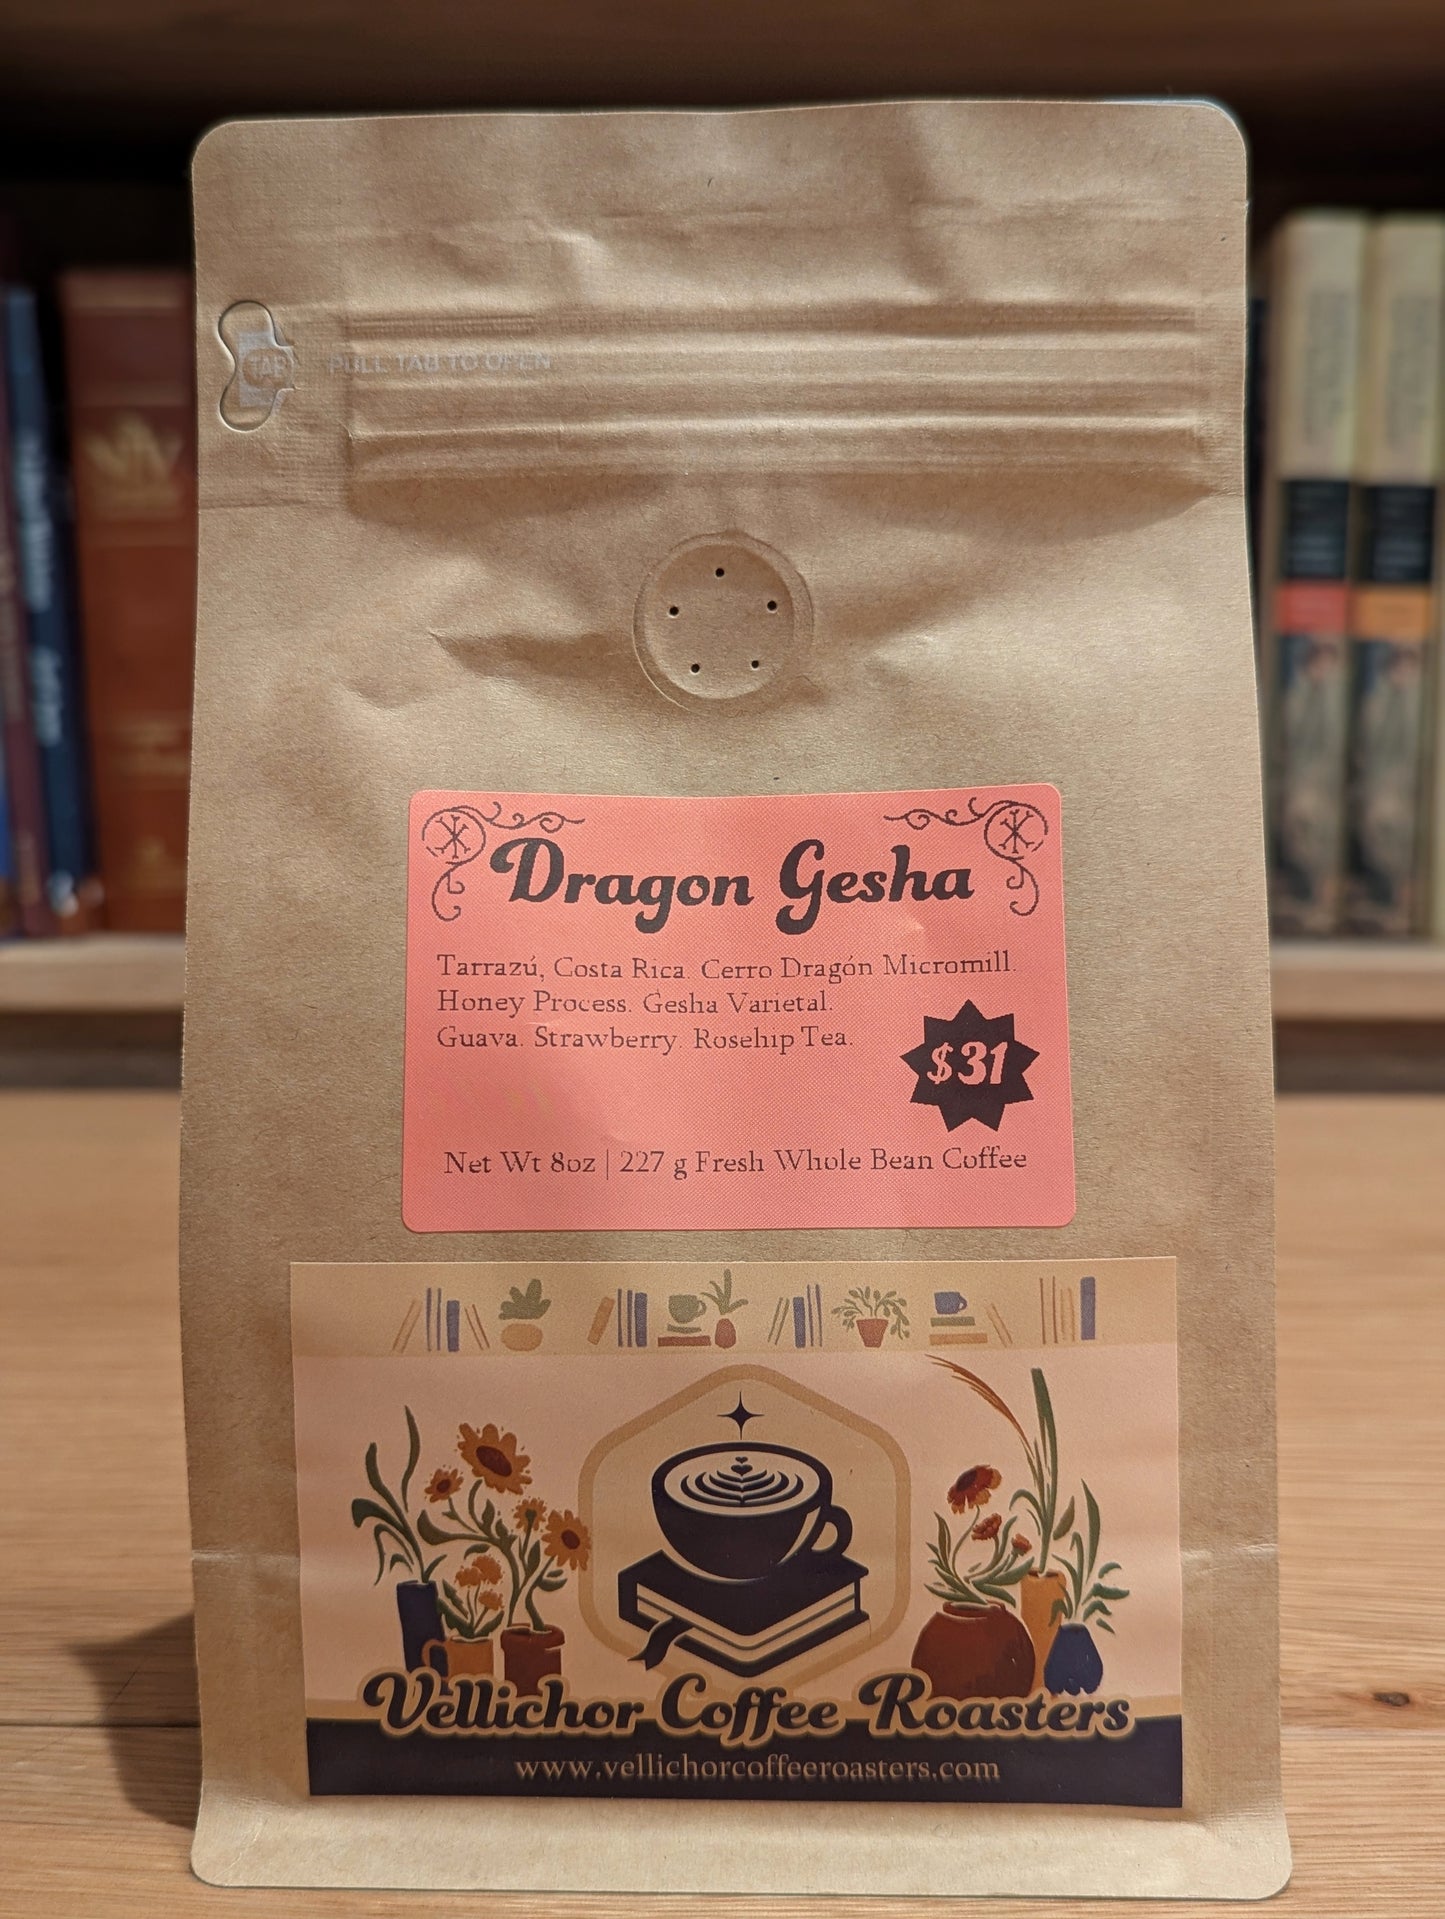 TAB PULL TAB TO OPEN
Dragon Gesha
Tarrazú, Costa Rica. Cerro Dragón Micromill.
Honey Process. Gesha Varietal.
Guava. Strawberry. Rosehip Tea.
$31
Net Wt 8oz | 227 g Fresh Whole Bean Coffee
Vellichor Coffee Roasters
www.vellichorcoffeeroasters.com